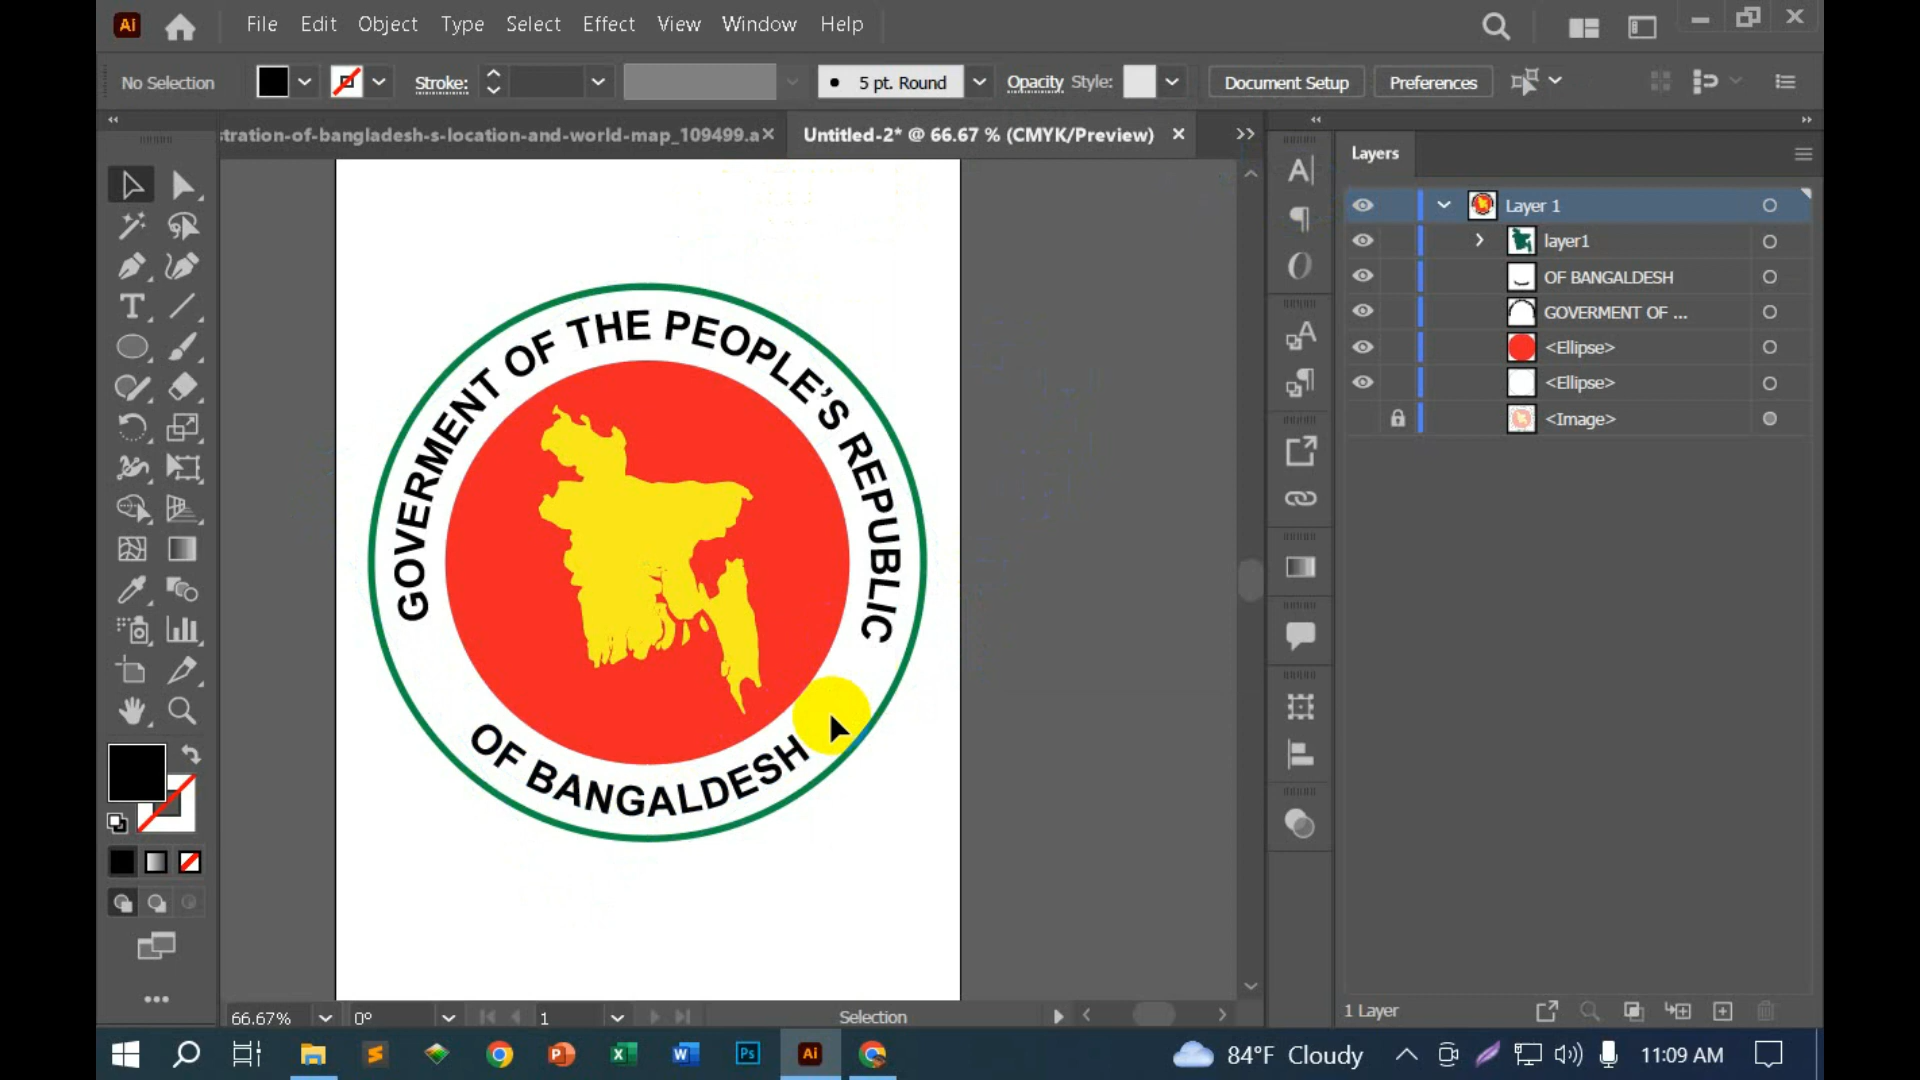 Ai
File Edit Object Type Select Effect View Window Help
No Selection Stroke: 5 pt. Round Opacity Style: Document Setup Preferences
stration-of-bangladesh-s-location-and-world-map_109499.a × Untitled-2* @ 66.67 % (CMYK/Preview) ×
Layers
Layer 1
layer1
OF BANGALDESH
GOVERMENT OF ...
<Ellipse>
<Ellipse>
<Image>
GOVERMENT OF THE PEOPLE'S REPUBLIC
OF BANGALDESH
66.67% 0° 1 Selection
1 Layer
84°F Cloudy 11:09 AM